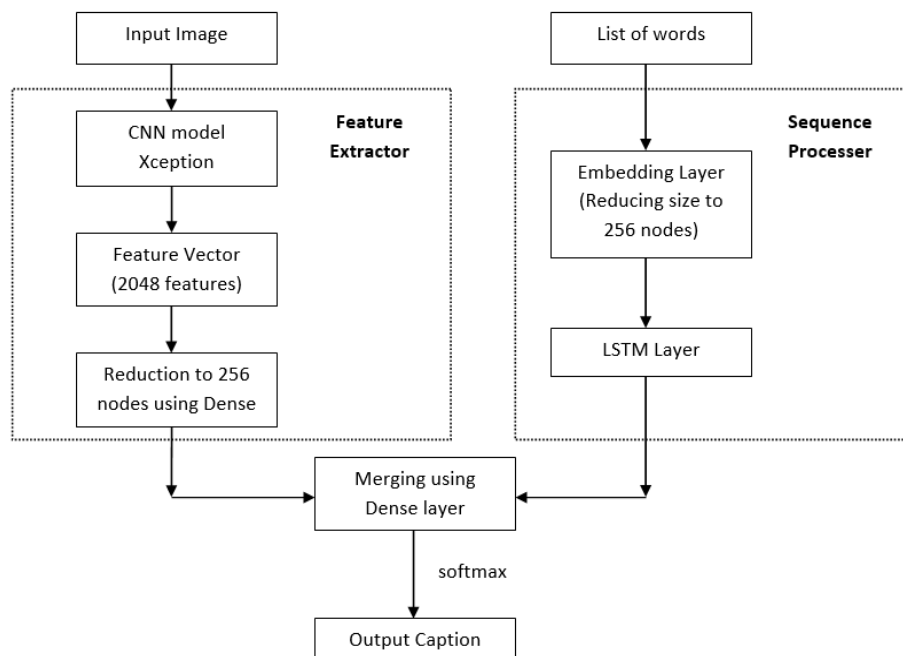 Input Image
List of words
CNN model
Xception
Feature
Extractor
Sequence
Processer
Embedding Layer
(Reducing size to
256 nodes)
Feature Vector
(2048 features)
LSTM Layer
Reduction to 256
nodes using Dense
Merging using
Dense layer
softmax
Output Caption